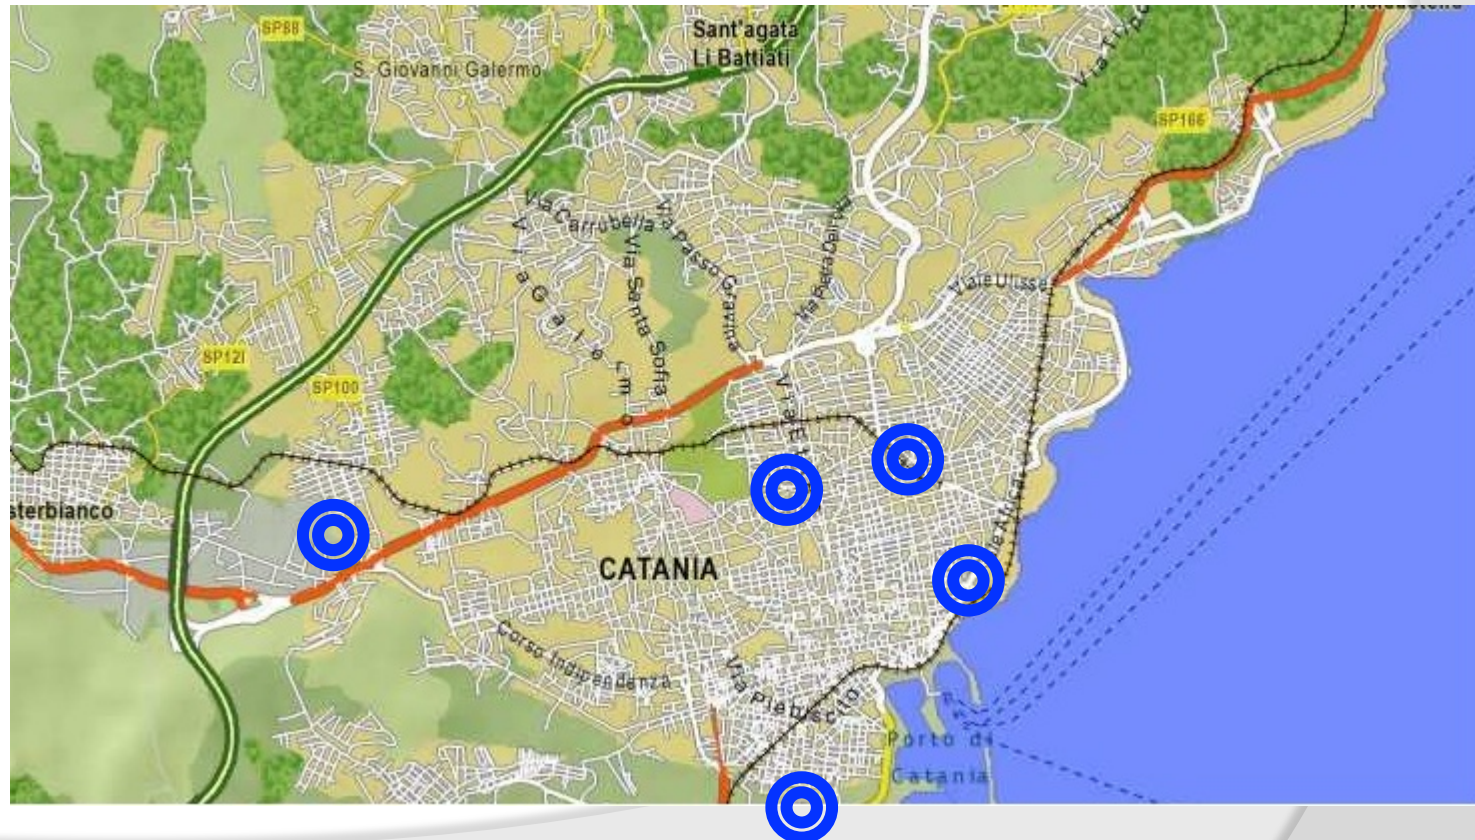 SP88
Sant'agata
Li Battiati
S. Giovanni Galermo
SP166
Via Carrubella
Via Passo Gravina
Via Santa Sofia
Via Galermo
Viale Ulisse
SP12I
SP100
sterbianco
CATANIA
Corso Indipendenza
Via Plebiscito
Porto di
Catania